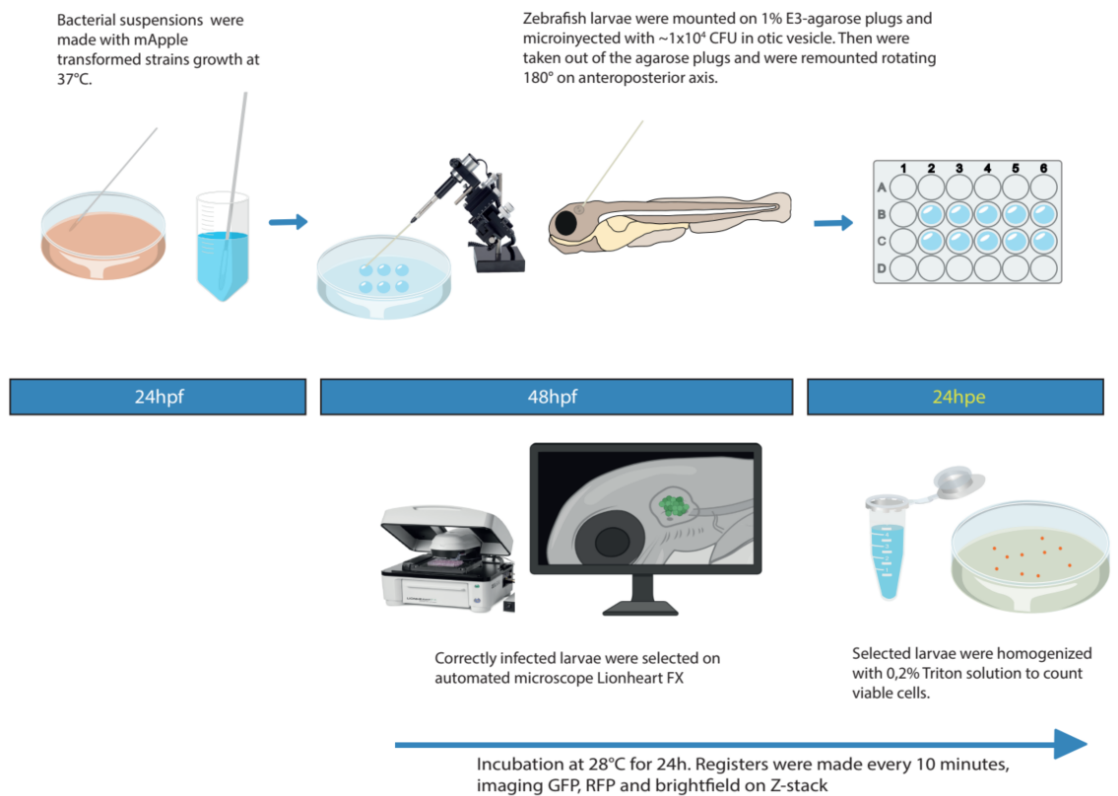 Bacterial suspensions were
made with mApple
transformed strains growth at
37°C.
Zebrafish larvae were mounted on 1% E3-agarose plugs and
microinyected with ~1x10⁴ CFU in otic vesicle. Then were
taken out of the agarose plugs and were remounted rotating
180° on anteroposterior axis.
1 2 3 4 5 6
A
B
C
D
24hpf
48hpf
24hpe
Correctly infected larvae were selected on
automated microscope Lionheart FX
Selected larvae were homogenized
with 0,2% Triton solution to count
viable cells.
Incubation at 28°C for 24h. Registers were made every 10 minutes,
imaging GFP, RFP and brightfield on Z-stack